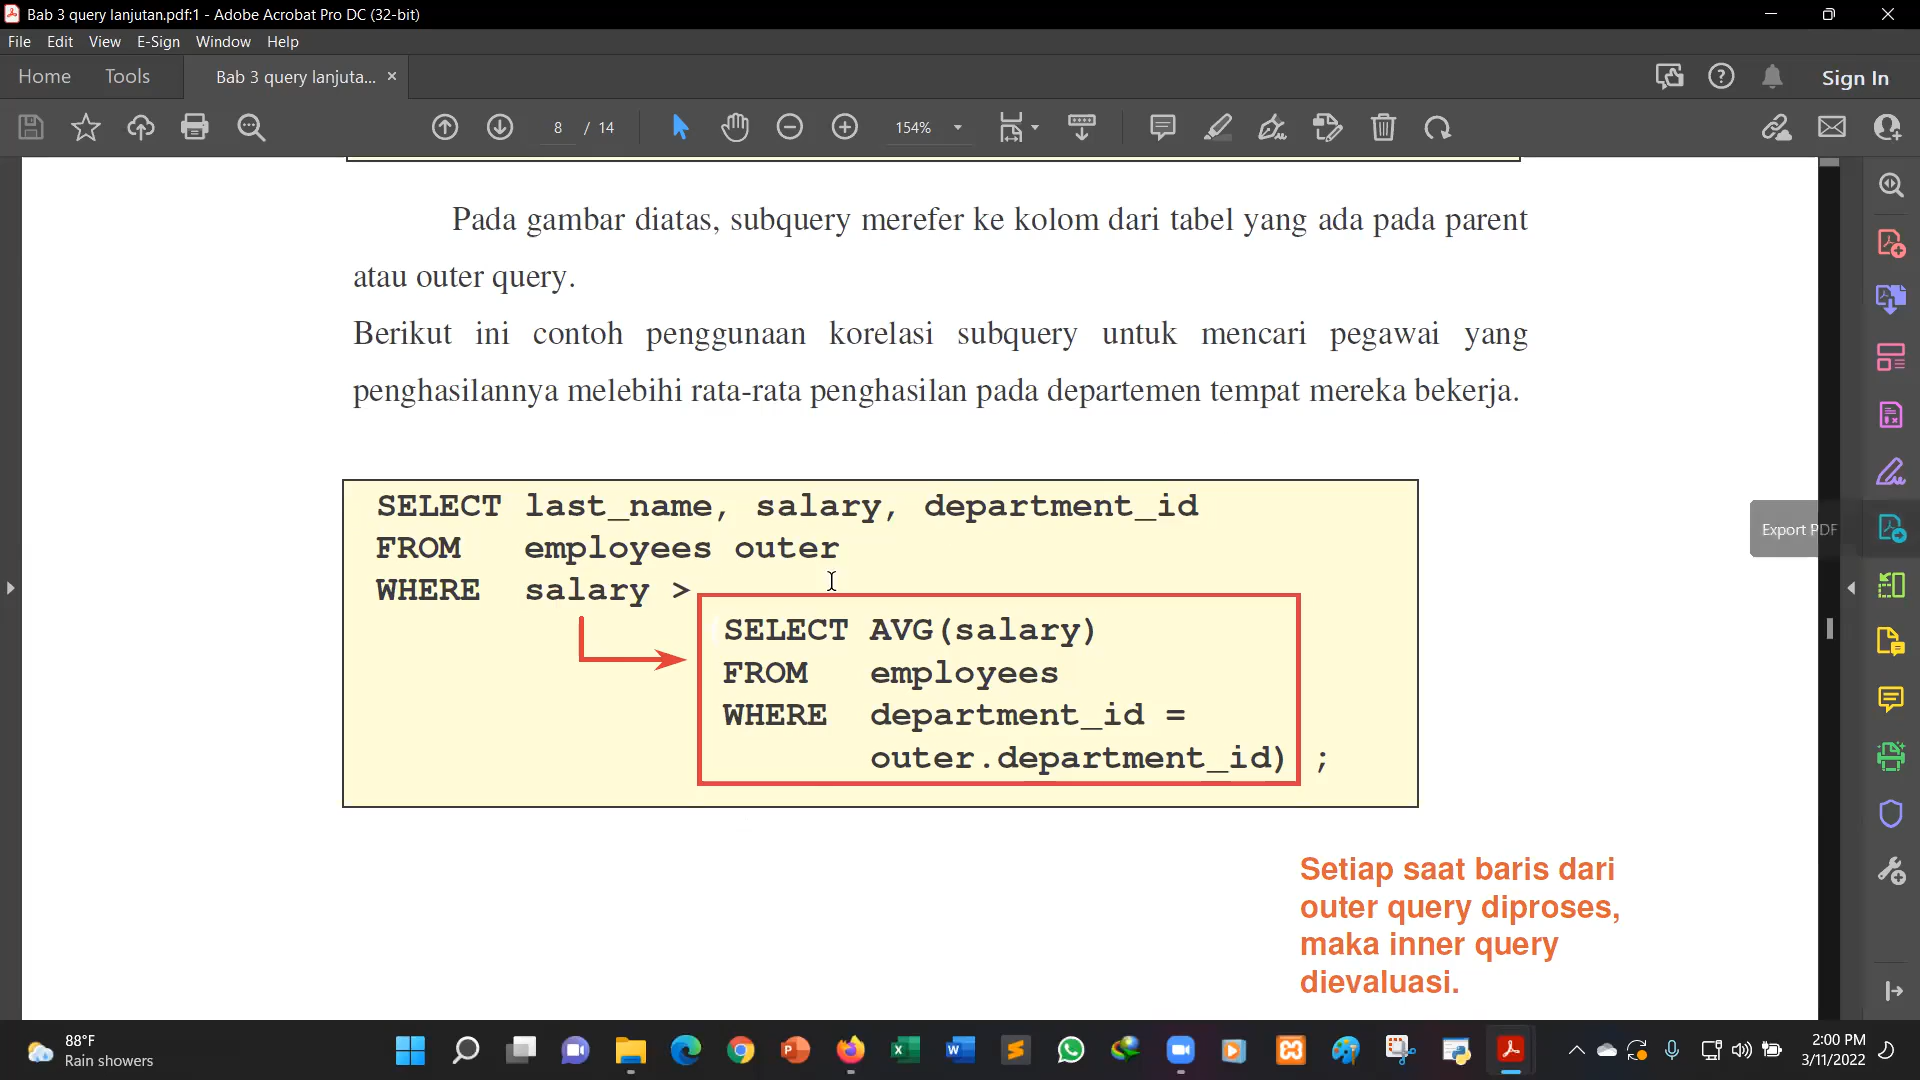 Bab 3 query lanjutan.pdf:1 - Adobe Acrobat Pro DC (32-bit)
File Edit View E-Sign Window Help
Home Tools Bab 3 query lanjuta... × Sign In
8 / 14 154%
Pada gambar diatas, subquery merefer ke kolom dari tabel yang ada pada parent
atau outer query.
Berikut ini contoh penggunaan korelasi subquery untuk mencari pegawai yang
penghasilannya melebihi rata-rata penghasilan pada departemen tempat mereka bekerja.
SELECT last_name, salary, department_id
FROM employees outer
WHERE salary >
SELECT AVG(salary)
FROM employees
WHERE department_id =
outer.department_id) ;
Export PDF
Setiap saat baris dari
outer query diproses,
maka inner query
dievaluasi.
88°F
Rain showers
2:00 PM
3/11/2022